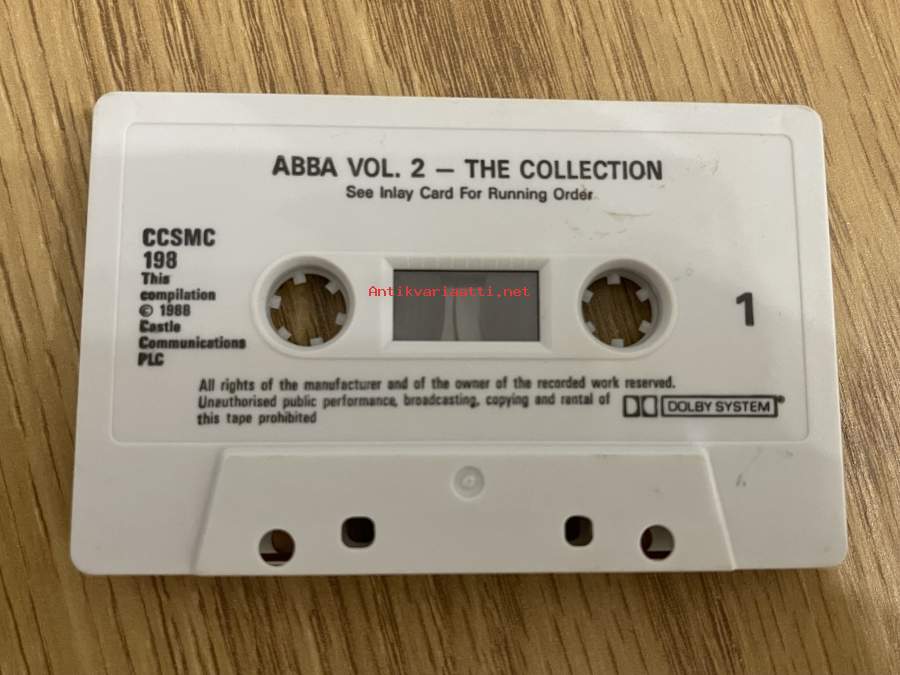 ABBA VOL. 2 – THE COLLECTION
See Inlay Card For Running Order
CCSMC
198
This
compilation
© 1988
Castle
Communications
PLC
Antikvariaatti.net
1
All rights of the manufacturer and of the owner of the recorded work reserved.
Unauthorised public performance, broadcasting, copying and rental of
this tape prohibited
DOLBY SYSTEM®